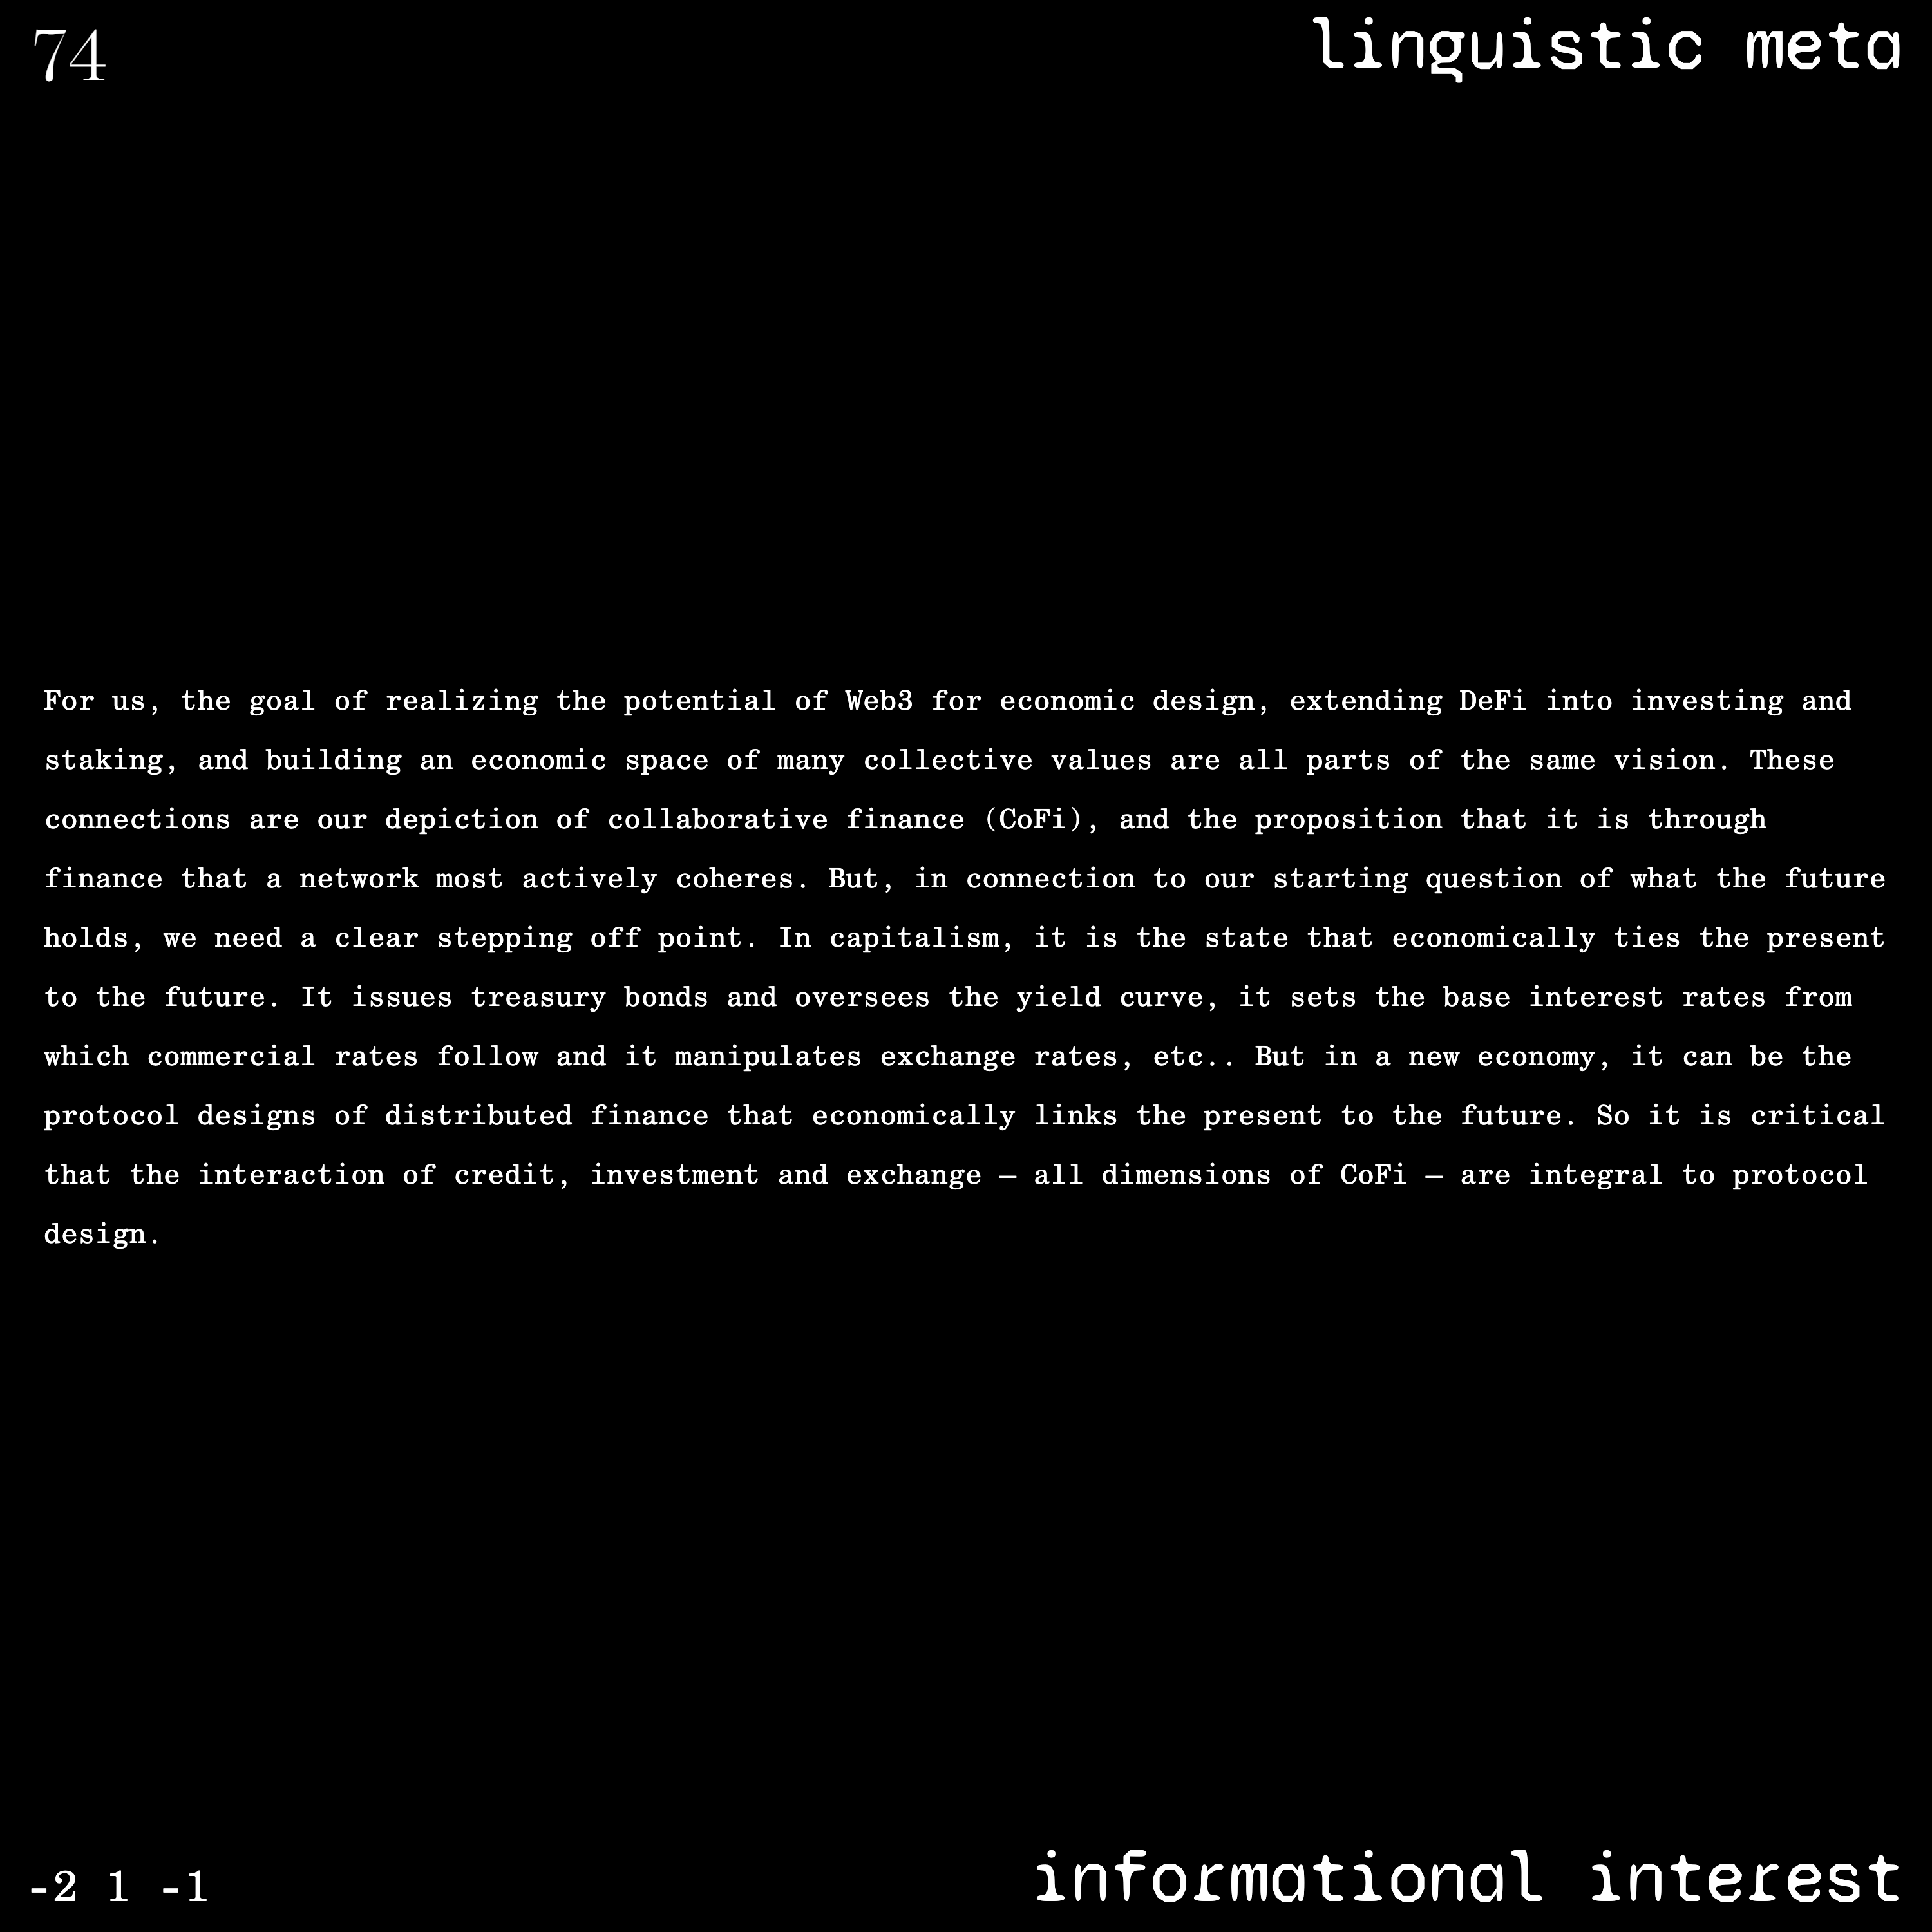 74
linguistic meta
For us, the goal of realizing the potential of Web3 for economic design, extending DeFi into investing and
staking, and building an economic space of many collective values are all parts of the same vision. These
connections are our depiction of collaborative finance (CoFi), and the proposition that it is through
finance that a network most actively coheres. But, in connection to our starting question of what the future
holds, we need a clear stepping off point. In capitalism, it is the state that economically ties the present
to the future. It issues treasury bonds and oversees the yield curve, it sets the base interest rates from
which commercial rates follow and it manipulates exchange rates, etc.. But in a new economy, it can be the
protocol designs of distributed finance that economically links the present to the future. So it is critical
that the interaction of credit, investment and exchange – all dimensions of CoFi – are integral to protocol
design.
-2 1 -1
informational interest